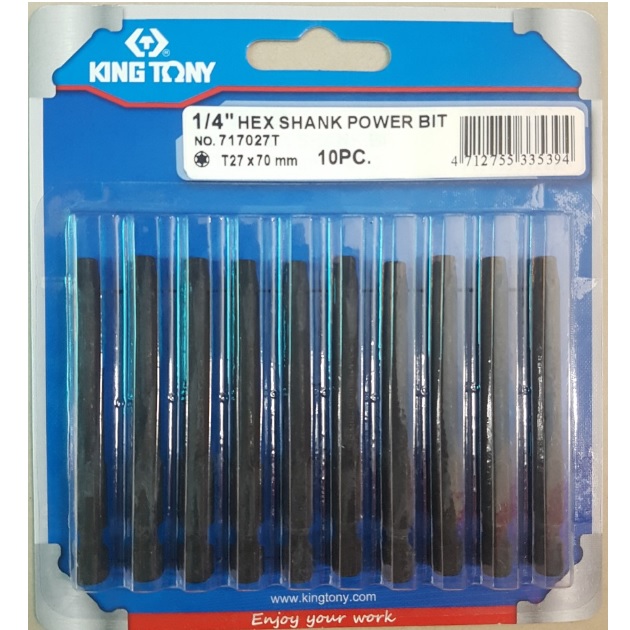 KING TONY
1/4" HEX SHANK POWER BIT
NO. 717027T
T27 x 70 mm 10PC.
4 712755 335394
www.kingtony.com
Enjoy your work